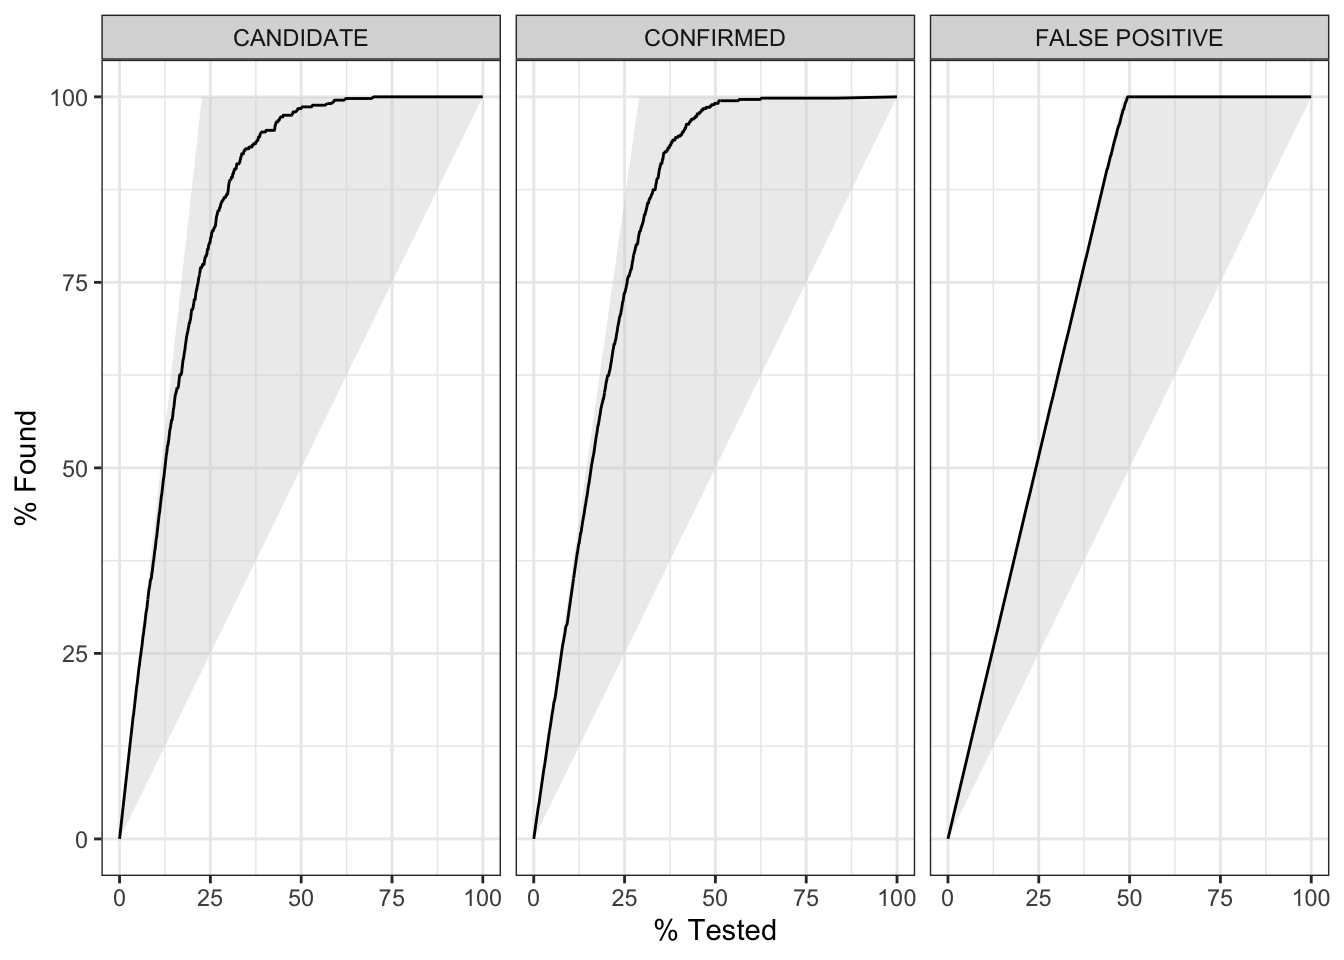 CANDIDATE CONFIRMED FALSE POSITIVE
100
75
50
25
0
% Found
0 25 50 75 100 0 25 50 75 100 0 25 50 75 100
% Tested